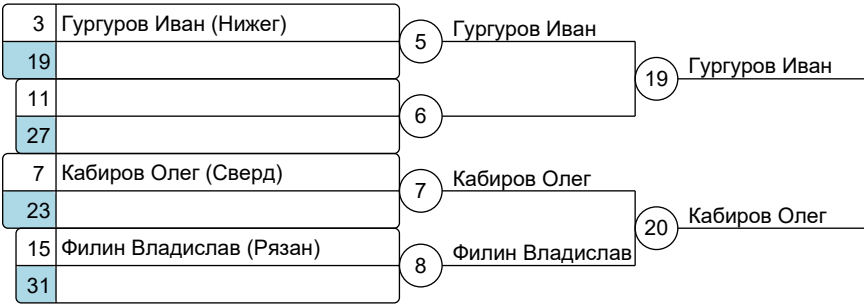 3 Гургуров Иван (Нижег)
5 Гургуров Иван
19
19 Гургуров Иван
11
6
27
7 Кабиров Олег (Сверд)
7 Кабиров Олег
23
20 Кабиров Олег
15 Филин Владислав (Рязан)
8 Филин Владислав
31